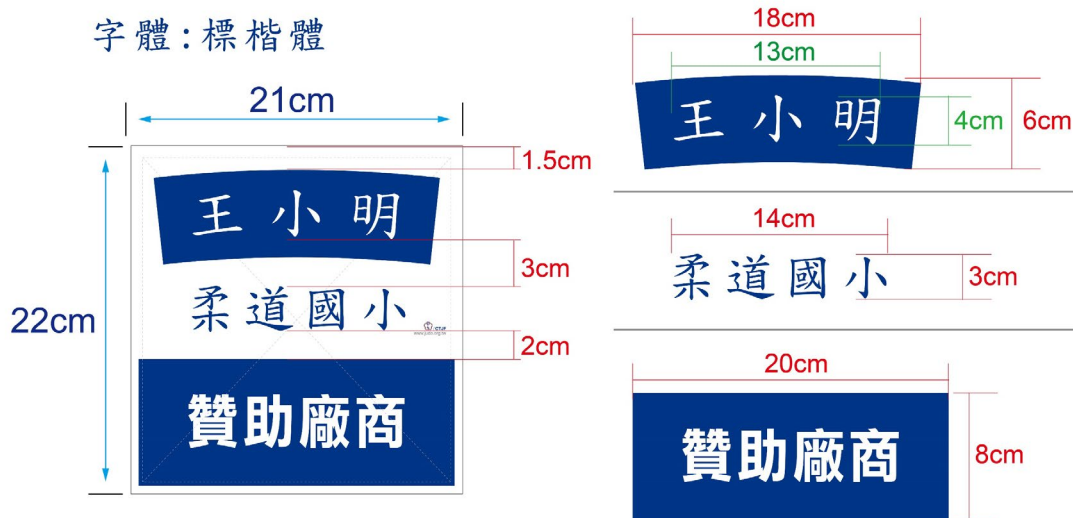 字體:標楷體
21cm
22cm
1.5cm
王小明
3cm
柔道國小
2cm
贊助廠商
18cm
13cm
王小明
4cm
6cm
14cm
柔道國小
3cm
20cm
贊助廠商
8cm